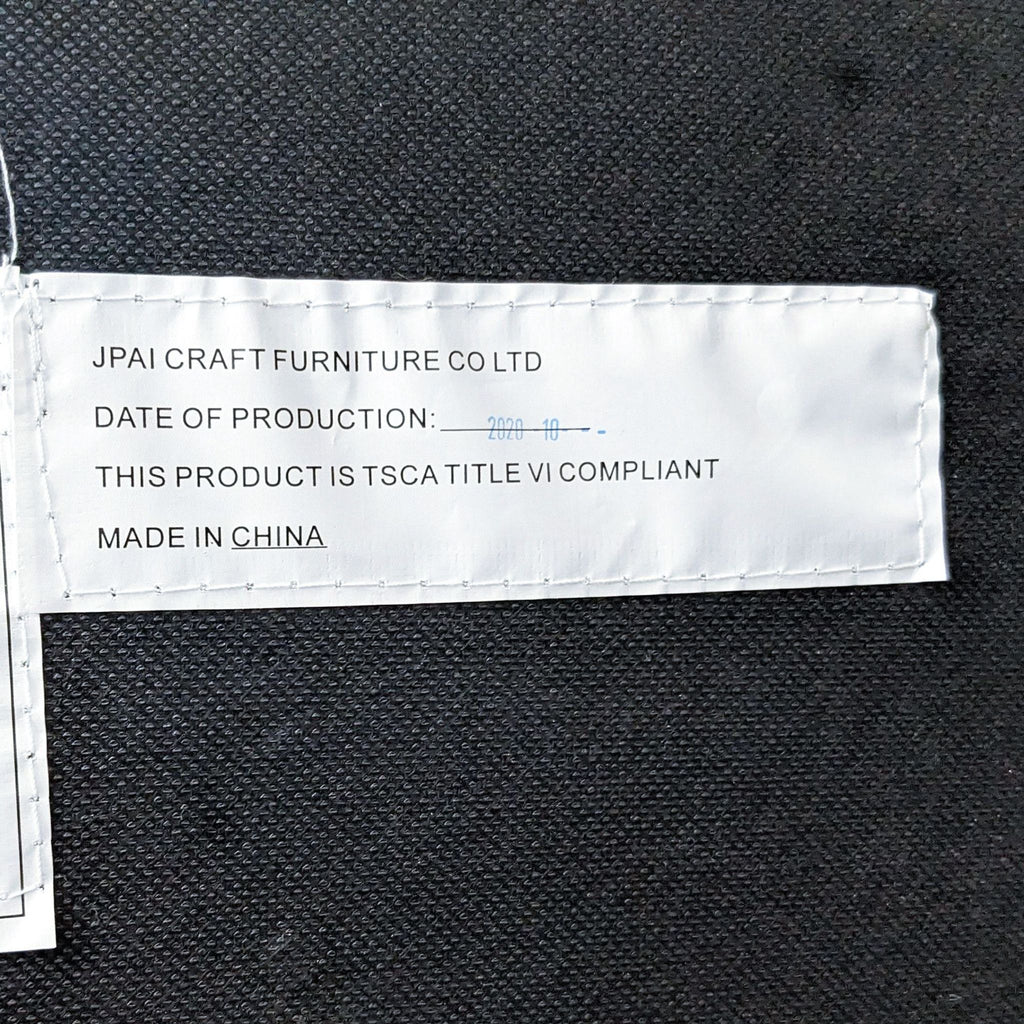 JPAI CRAFT FURNITURE CO LTD
DATE OF PRODUCTION: 2020 - 10 - -
THIS PRODUCT IS TSCA TITLE VI COMPLIANT
MADE IN CHINA